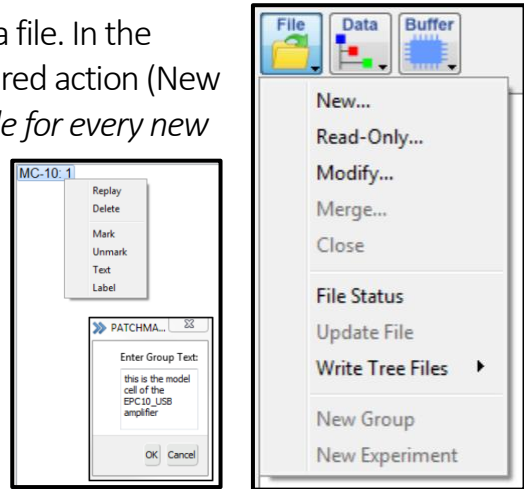 a file. In the
red action (New
le for every new
MC-10: 1
Replay
Delete
Mark
Unmark
Text
Label
PATCHMA...
Enter Group Text:
this is the model
cell of the
EPC10_USB
amplifier
OK Cancel
File Data Buffer
New...
Read-Only...
Modify...
Merge...
Close
File Status
Update File
Write Tree Files
New Group
New Experiment